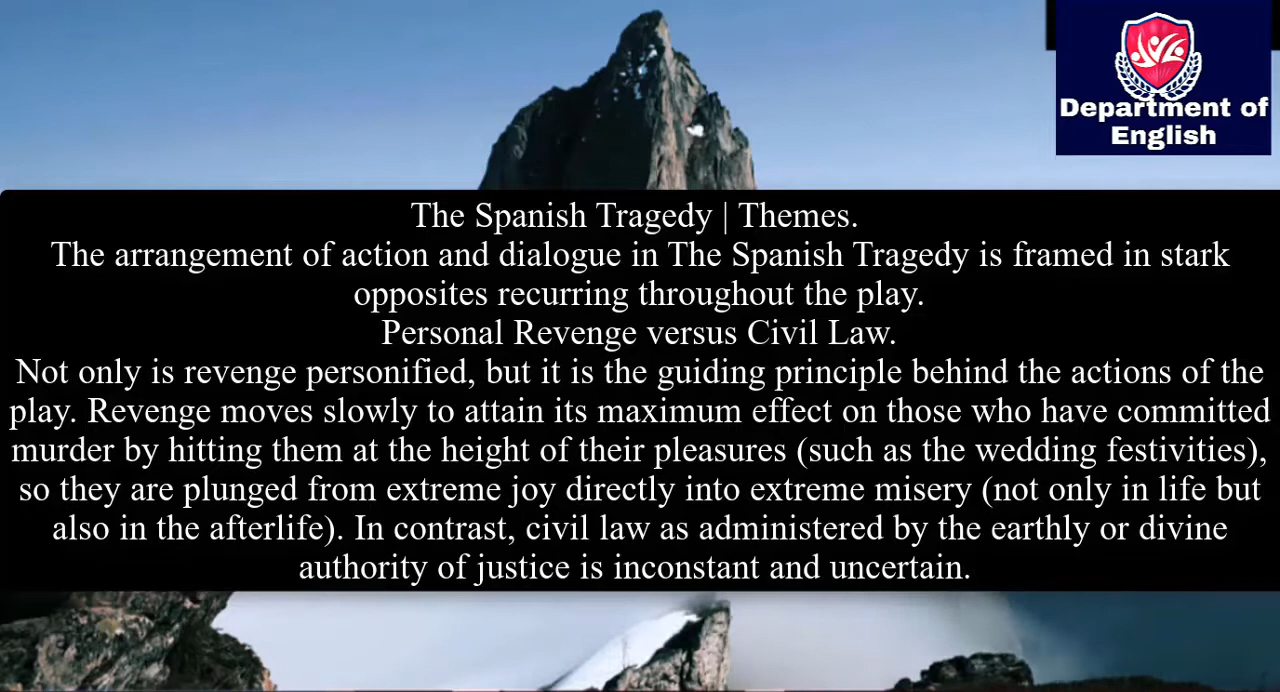 Department of
English
The Spanish Tragedy | Themes.
The arrangement of action and dialogue in The Spanish Tragedy is framed in stark
opposites recurring throughout the play.
Personal Revenge versus Civil Law.
Not only is revenge personified, but it is the guiding principle behind the actions of the
play. Revenge moves slowly to attain its maximum effect on those who have committed
murder by hitting them at the height of their pleasures (such as the wedding festivities),
so they are plunged from extreme joy directly into extreme misery (not only in life but
also in the afterlife). In contrast, civil law as administered by the earthly or divine
authority of justice is inconstant and uncertain.